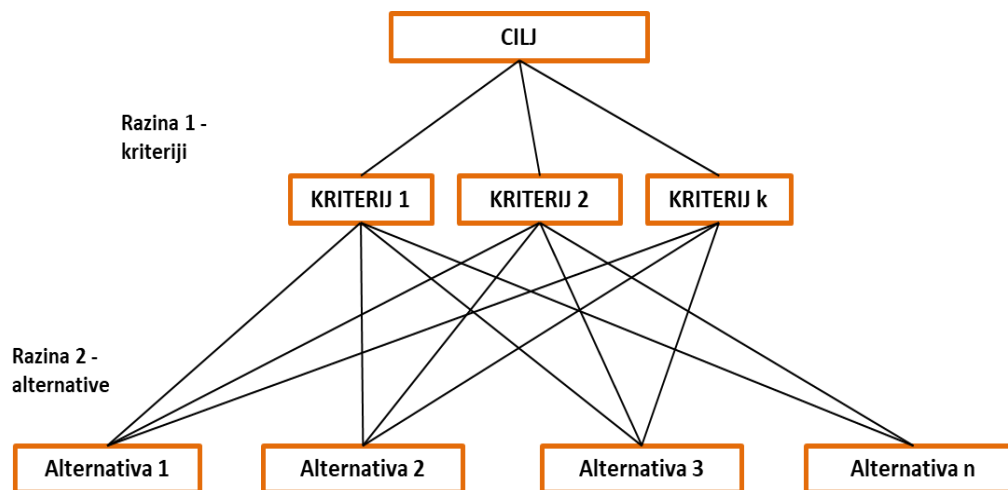 CILJ
Razina 1 -
kriteriji
KRITERIJ 1
KRITERIJ 2
KRITERIJ k
Razina 2 -
alternative
Alternativa 1
Alternativa 2
Alternativa 3
Alternativa n